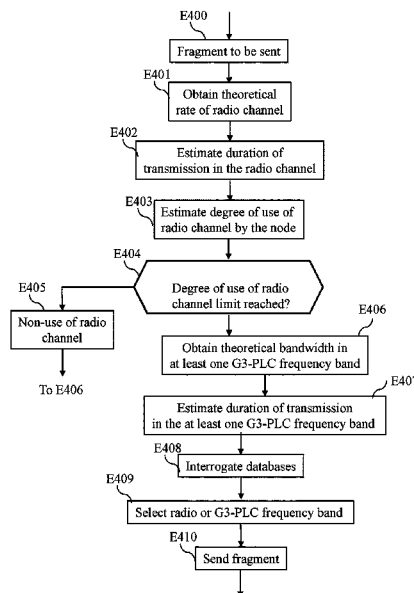 E400
Fragment to be sent
E401
Obtain theoretical
rate of radio channel
E402
Estimate duration of
transmission in the radio channel
E403
Estimate degree of use of
radio channel by the node
E404
Degree of use of radio
channel limit reached?
E405
Non-use of radio
channel
To E406
E406
Obtain theoretical bandwidth in
at least one G3-PLC frequency band
E407
Estimate duration of transmission
in the at least one G3-PLC frequency band
E408
Interrogate databases
E409
Select radio or G3-PLC frequency band
E410
Send fragment